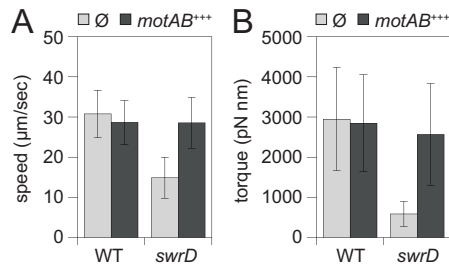 A
Ø motAB+++
speed (μm/sec)
50
40
30
20
10
0
WT swrD
B
Ø motAB+++
torque (pN nm)
5000
4000
3000
2000
1000
0
WT swrD